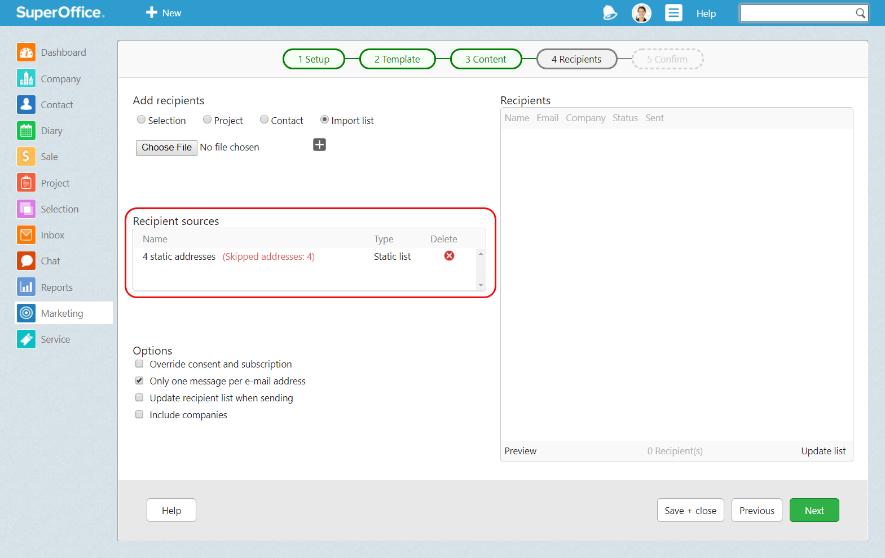 SuperOffice.
New
Help
Dashboard
Company
Contact
Diary
Sale
Project
Selection
Inbox
Chat
Reports
Marketing
Service
1 Setup
2 Template
3 Content
4 Recipients
5 Confirm
Add recipients
Selection Project Contact Import list
Choose File No file chosen
Recipient sources
Name Type Delete
4 static addresses (Skipped addresses: 4) Static list
Options
Override consent and subscription
Only one message per e-mail address
Update recipient list when sending
Include companies
Recipients
Name Email Company Status Sent
Preview 0 Recipient(s) Update list
Help Save + close Previous Next